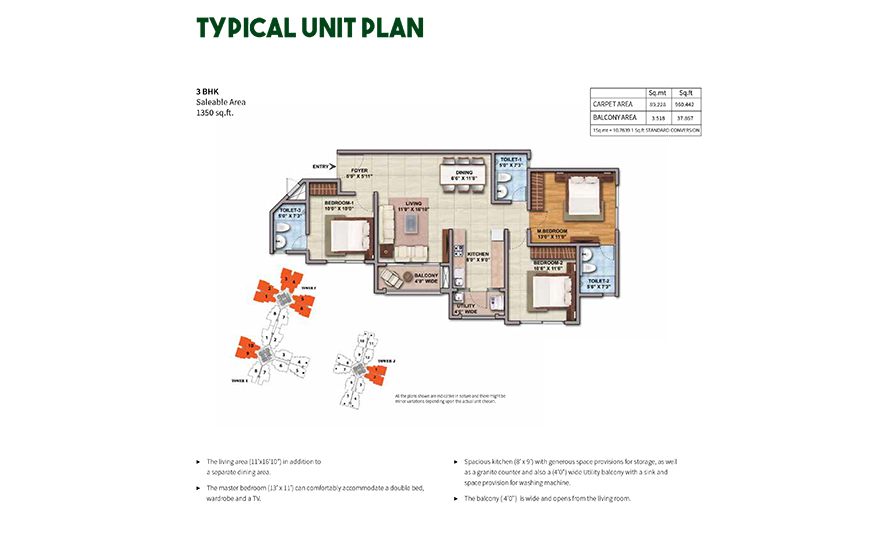 TYPICAL UNIT PLAN
3 BHK
Saleable Area
1350 sq.ft.
Sq.mt Sq.ft
CARPET AREA 960.442
BALCONY AREA 3.518 37.867
1Sq.mt = 10.7639 1 Sq.ft STANDARD CONVERSION
ENTRY
FOYER
5'11"
DINING
6'6" X 11'8"
TOILET-1
5'0" X 7'3"
TOILET-3
5'0" X 7'3"
BEDROOM-1
10'0" X 10'0"
LIVING
11'0" X 16'10"
M.BEDROOM
13'0" X 11'0"
KITCHEN
8'0" X 9'0"
BEDROOM-2
10'6" X 11'0"
BALCONY
4'0" WIDE
TOILET-2
7'3"
UTILITY
4'0" WIDE
TOWER 1
TOWER 2
All the plans shown are indicative in nature and there might be
mirror variations depending upon the actual unit chosen.
▸ The living area (11'x16'10") in addition to
a separate dining area.
▸ The master bedroom (13' x 11') can comfortably accommodate a double bed,
wardrobe and a TV.
▸ Spacious kitchen (8' x 9') with generous space provisions for storage, as well
as a granite counter and also a (4'0") wide Utility balcony with a sink and
space provision for washing machine.
▸ The balcony ( 4'0") is wide and opens from the living room.